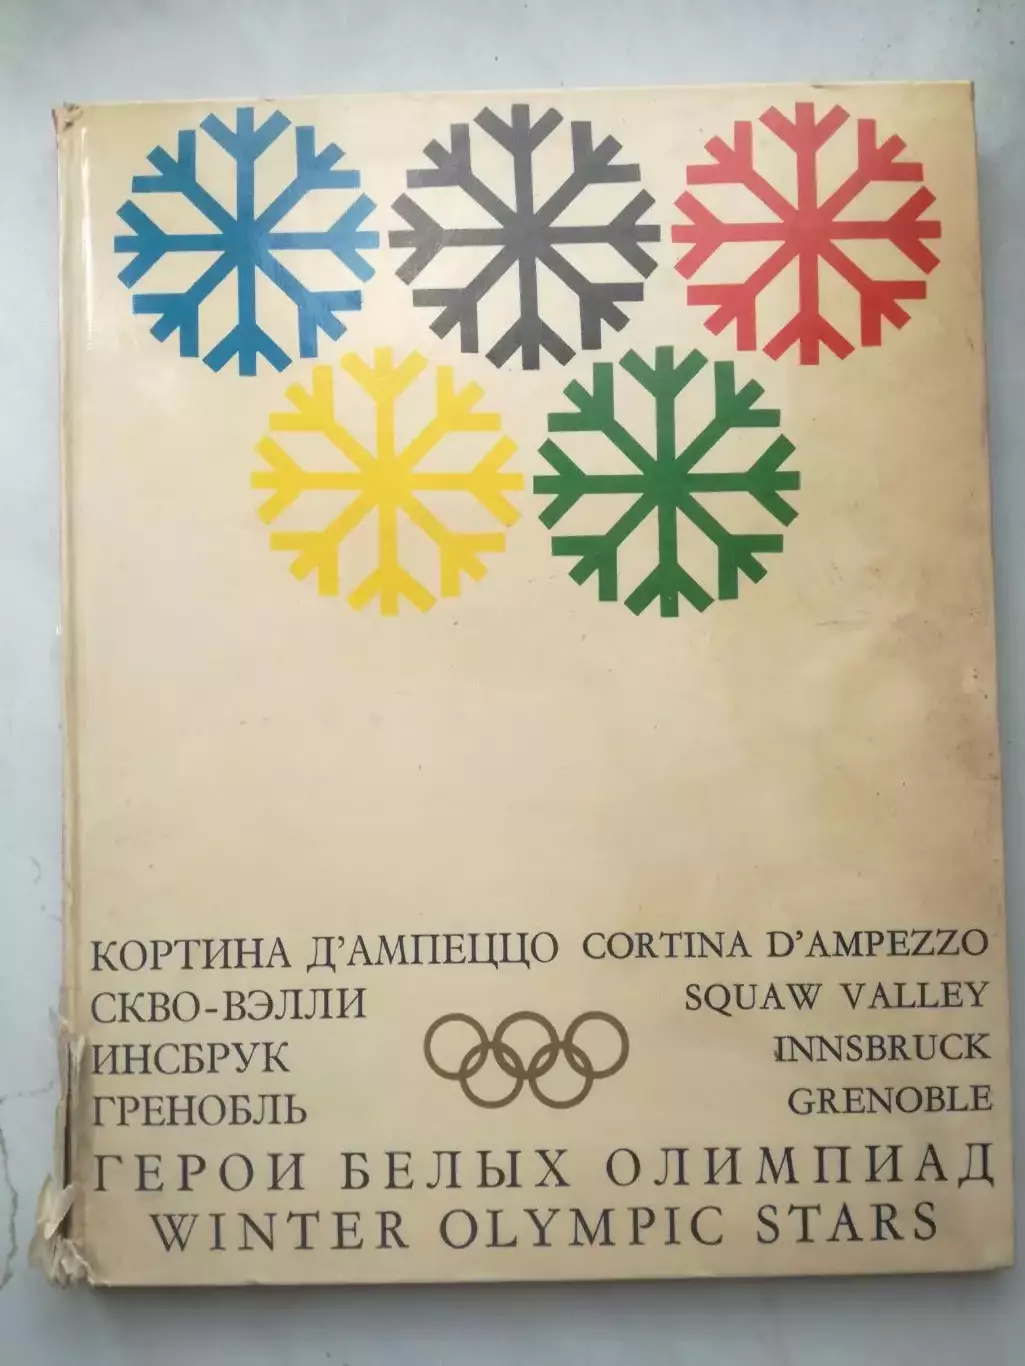 КОРТИНА Д'АМПЕЦЦО CORTINA D'AMPEZZO
СКВО-ВЭЛЛИ SQUAW VALLEY
ИНСБРУК INNSBRUCK
ГРЕНОБЛЬ GRENOBLE
ГЕРОИ БЕЛЫХ ОЛИМПИАД
WINTER OLYMPIC STARS